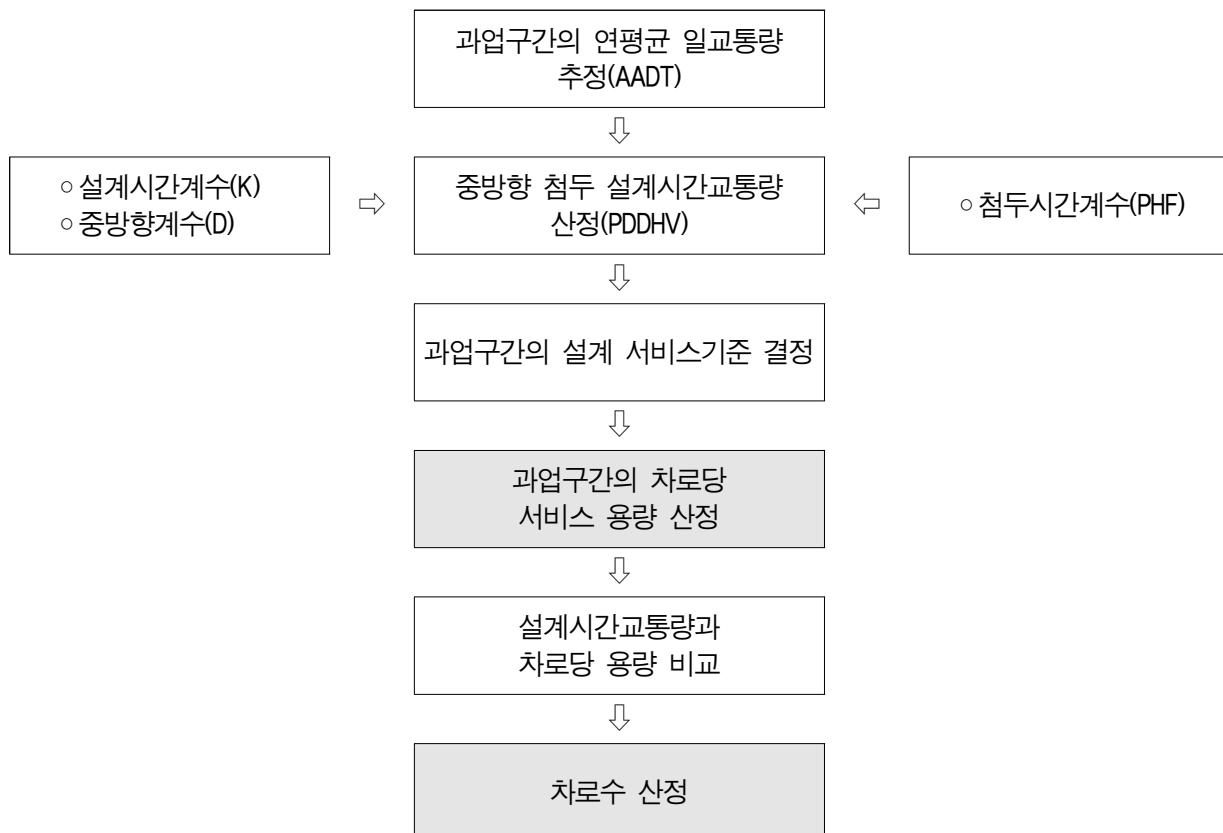 과업구간의 연평균 일교통량
추정(AADT)
⇩
○ 설계시간계수(K)
○ 중방향계수(D)
⇨
중방향 첨두 설계시간교통량
산정(PDDHV)
⇦
○ 첨두시간계수(PHF)
⇩
과업구간의 설계 서비스기준 결정
⇩
과업구간의 차로당
서비스 용량 산정
⇩
설계시간교통량과
차로당 용량 비교
⇩
차로수 산정